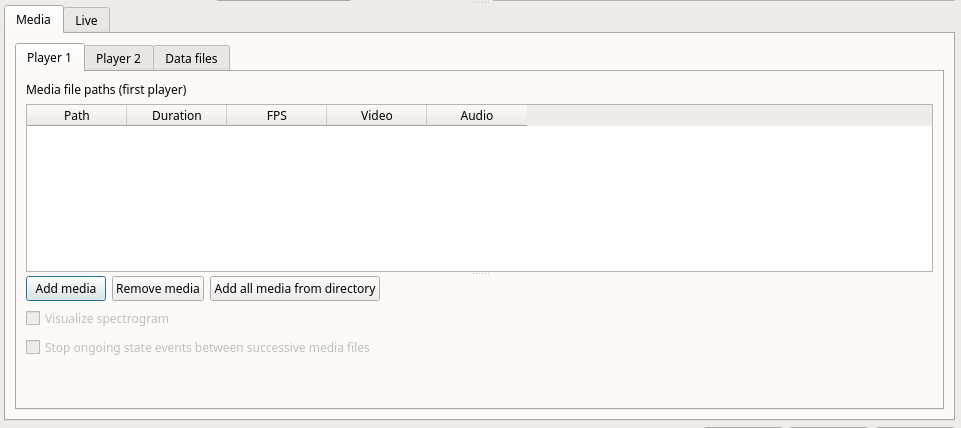 Media Live
Player 1 Player 2 Data files
Media file paths (first player)
Path Duration FPS Video Audio
Add media Remove media Add all media from directory
Visualize spectrogram
Stop ongoing state events between successive media files